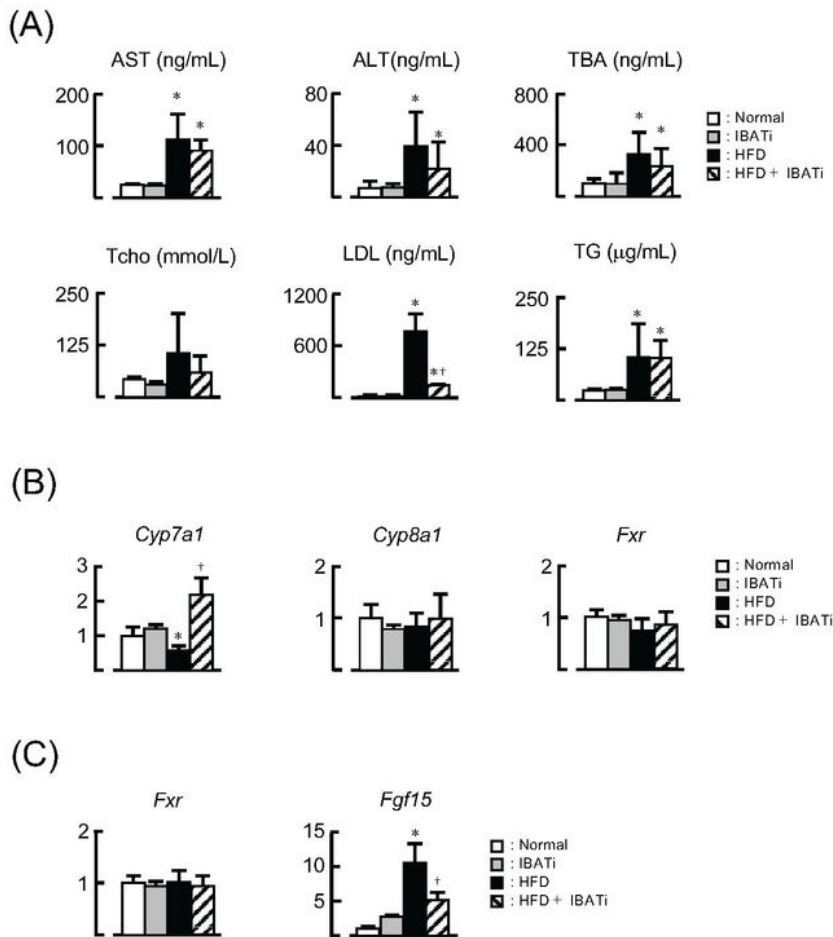 (A)
AST (ng/mL)
ALT(ng/mL)
TBA (ng/mL)
200
100
*
*
80
40
*
*
800
400
*
*
: Normal
: IBATi
: HFD
: HFD+ IBATi
Tcho (mmol/L)
LDL (ng/mL)
TG (μg/mL)
250
125
1200
600
*
*†
250
125
*
*
(B)
Cyp7a1
Cyp8a1
Fxr
3
2
1
*
†
2
1
2
1
: Normal
: IBATi
: HFD
: HFD+ IBATi
(C)
Fxr
Fgf15
2
1
15
10
5
*
†
: Normal
: IBATi
: HFD
: HFD+ IBATi